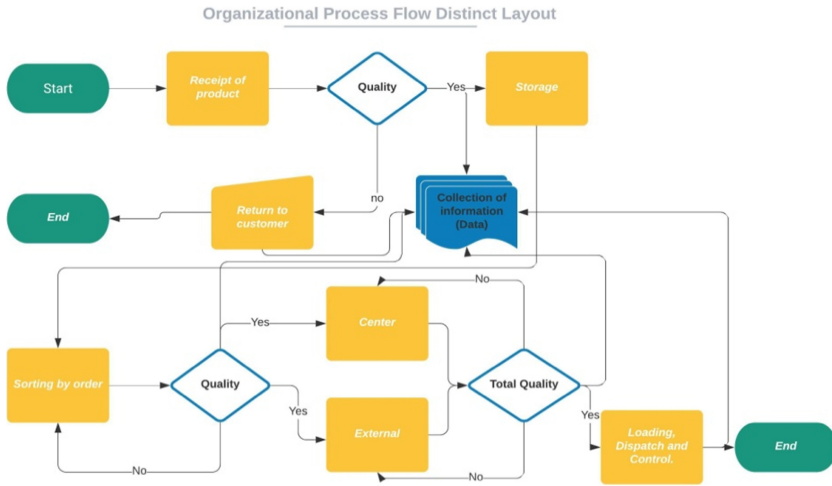 Organizational Process Flow Distinct Layout
Start
Receipt of
product
Quality
Yes
Storage
no
End
Return to
customer
Collection of
information
(Data)
No
Yes
Center
Sorting by order
Quality
Total Quality
Yes
External
Yes
Loading,
Dispatch and
Control.
End
No
No